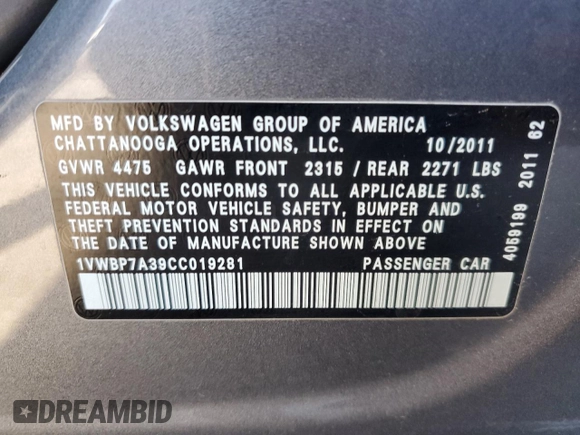 MFD BY VOLKSWAGEN GROUP OF AMERICA
CHATTANOOGA OPERATIONS, LLC. 10/2011
GVWR 4475 GAWR FRONT 2315 / REAR 2271 LBS
THIS VEHICLE CONFORMS TO ALL APPLICABLE U.S.
FEDERAL MOTOR VEHICLE SAFETY, BUMPER AND
THEFT PREVENTION STANDARDS IN EFFECT ON
THE DATE OF MANUFACTURE SHOWN ABOVE
1VWBP7A39CC019281 PASSENGER CAR
4059199 2011 62
DREAMBID